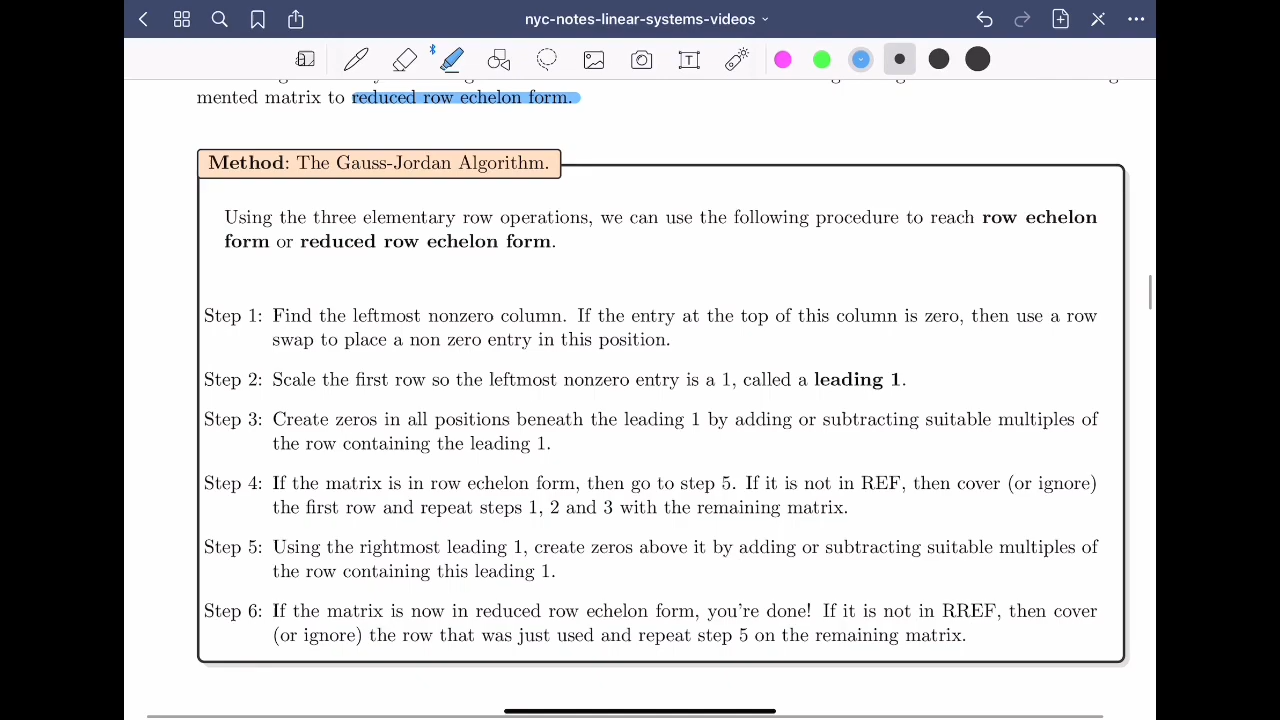 nyc-notes-linear-systems-videos
T
mented matrix to reduced row echelon form.
Method: The Gauss-Jordan Algorithm.
Using the three elementary row operations, we can use the following procedure to reach row echelon
form or reduced row echelon form.
Step 1: Find the leftmost nonzero column. If the entry at the top of this column is zero, then use a row
swap to place a non zero entry in this position.
Step 2: Scale the first row so the leftmost nonzero entry is a 1, called a leading 1.
Step 3: Create zeros in all positions beneath the leading 1 by adding or subtracting suitable multiples of
the row containing the leading 1.
Step 4: If the matrix is in row echelon form, then go to step 5. If it is not in REF, then cover (or ignore)
the first row and repeat steps 1, 2 and 3 with the remaining matrix.
Step 5: Using the rightmost leading 1, create zeros above it by adding or subtracting suitable multiples of
the row containing this leading 1.
Step 6: If the matrix is now in reduced row echelon form, you're done! If it is not in RREF, then cover
(or ignore) the row that was just used and repeat step 5 on the remaining matrix.